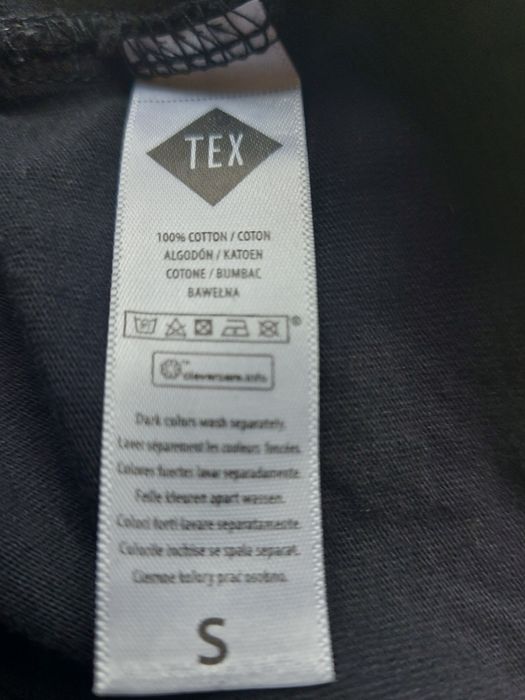 TEX
100% COTTON / COTON
ALGODÓN / KATOEN
COTONE / BUMBAC
BAWEŁNA
®
clevercare.info
Dark colors wash separately.
Laver séparément les couleurs foncées.
Colores fuertes lavar separadamente.
Felle kleuren apart wassen.
Colori forti lavare separatamente.
Culorile inchise se spala separat.
Ciemne kolory prać osobno.
S